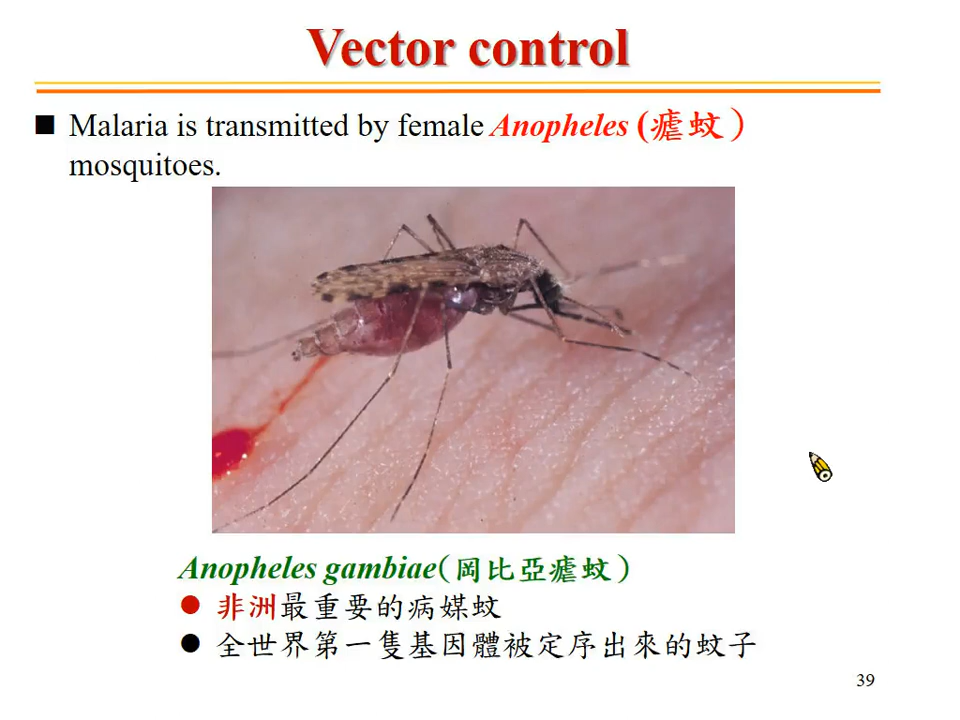 Vector control
Malaria is transmitted by female Anopheles (瘧蚊)
mosquitoes.
Anopheles gambiae(岡比亞瘧蚊)
非洲最重要的病媒蚊
全世界第一隻基因體被定序出來的蚊子
39